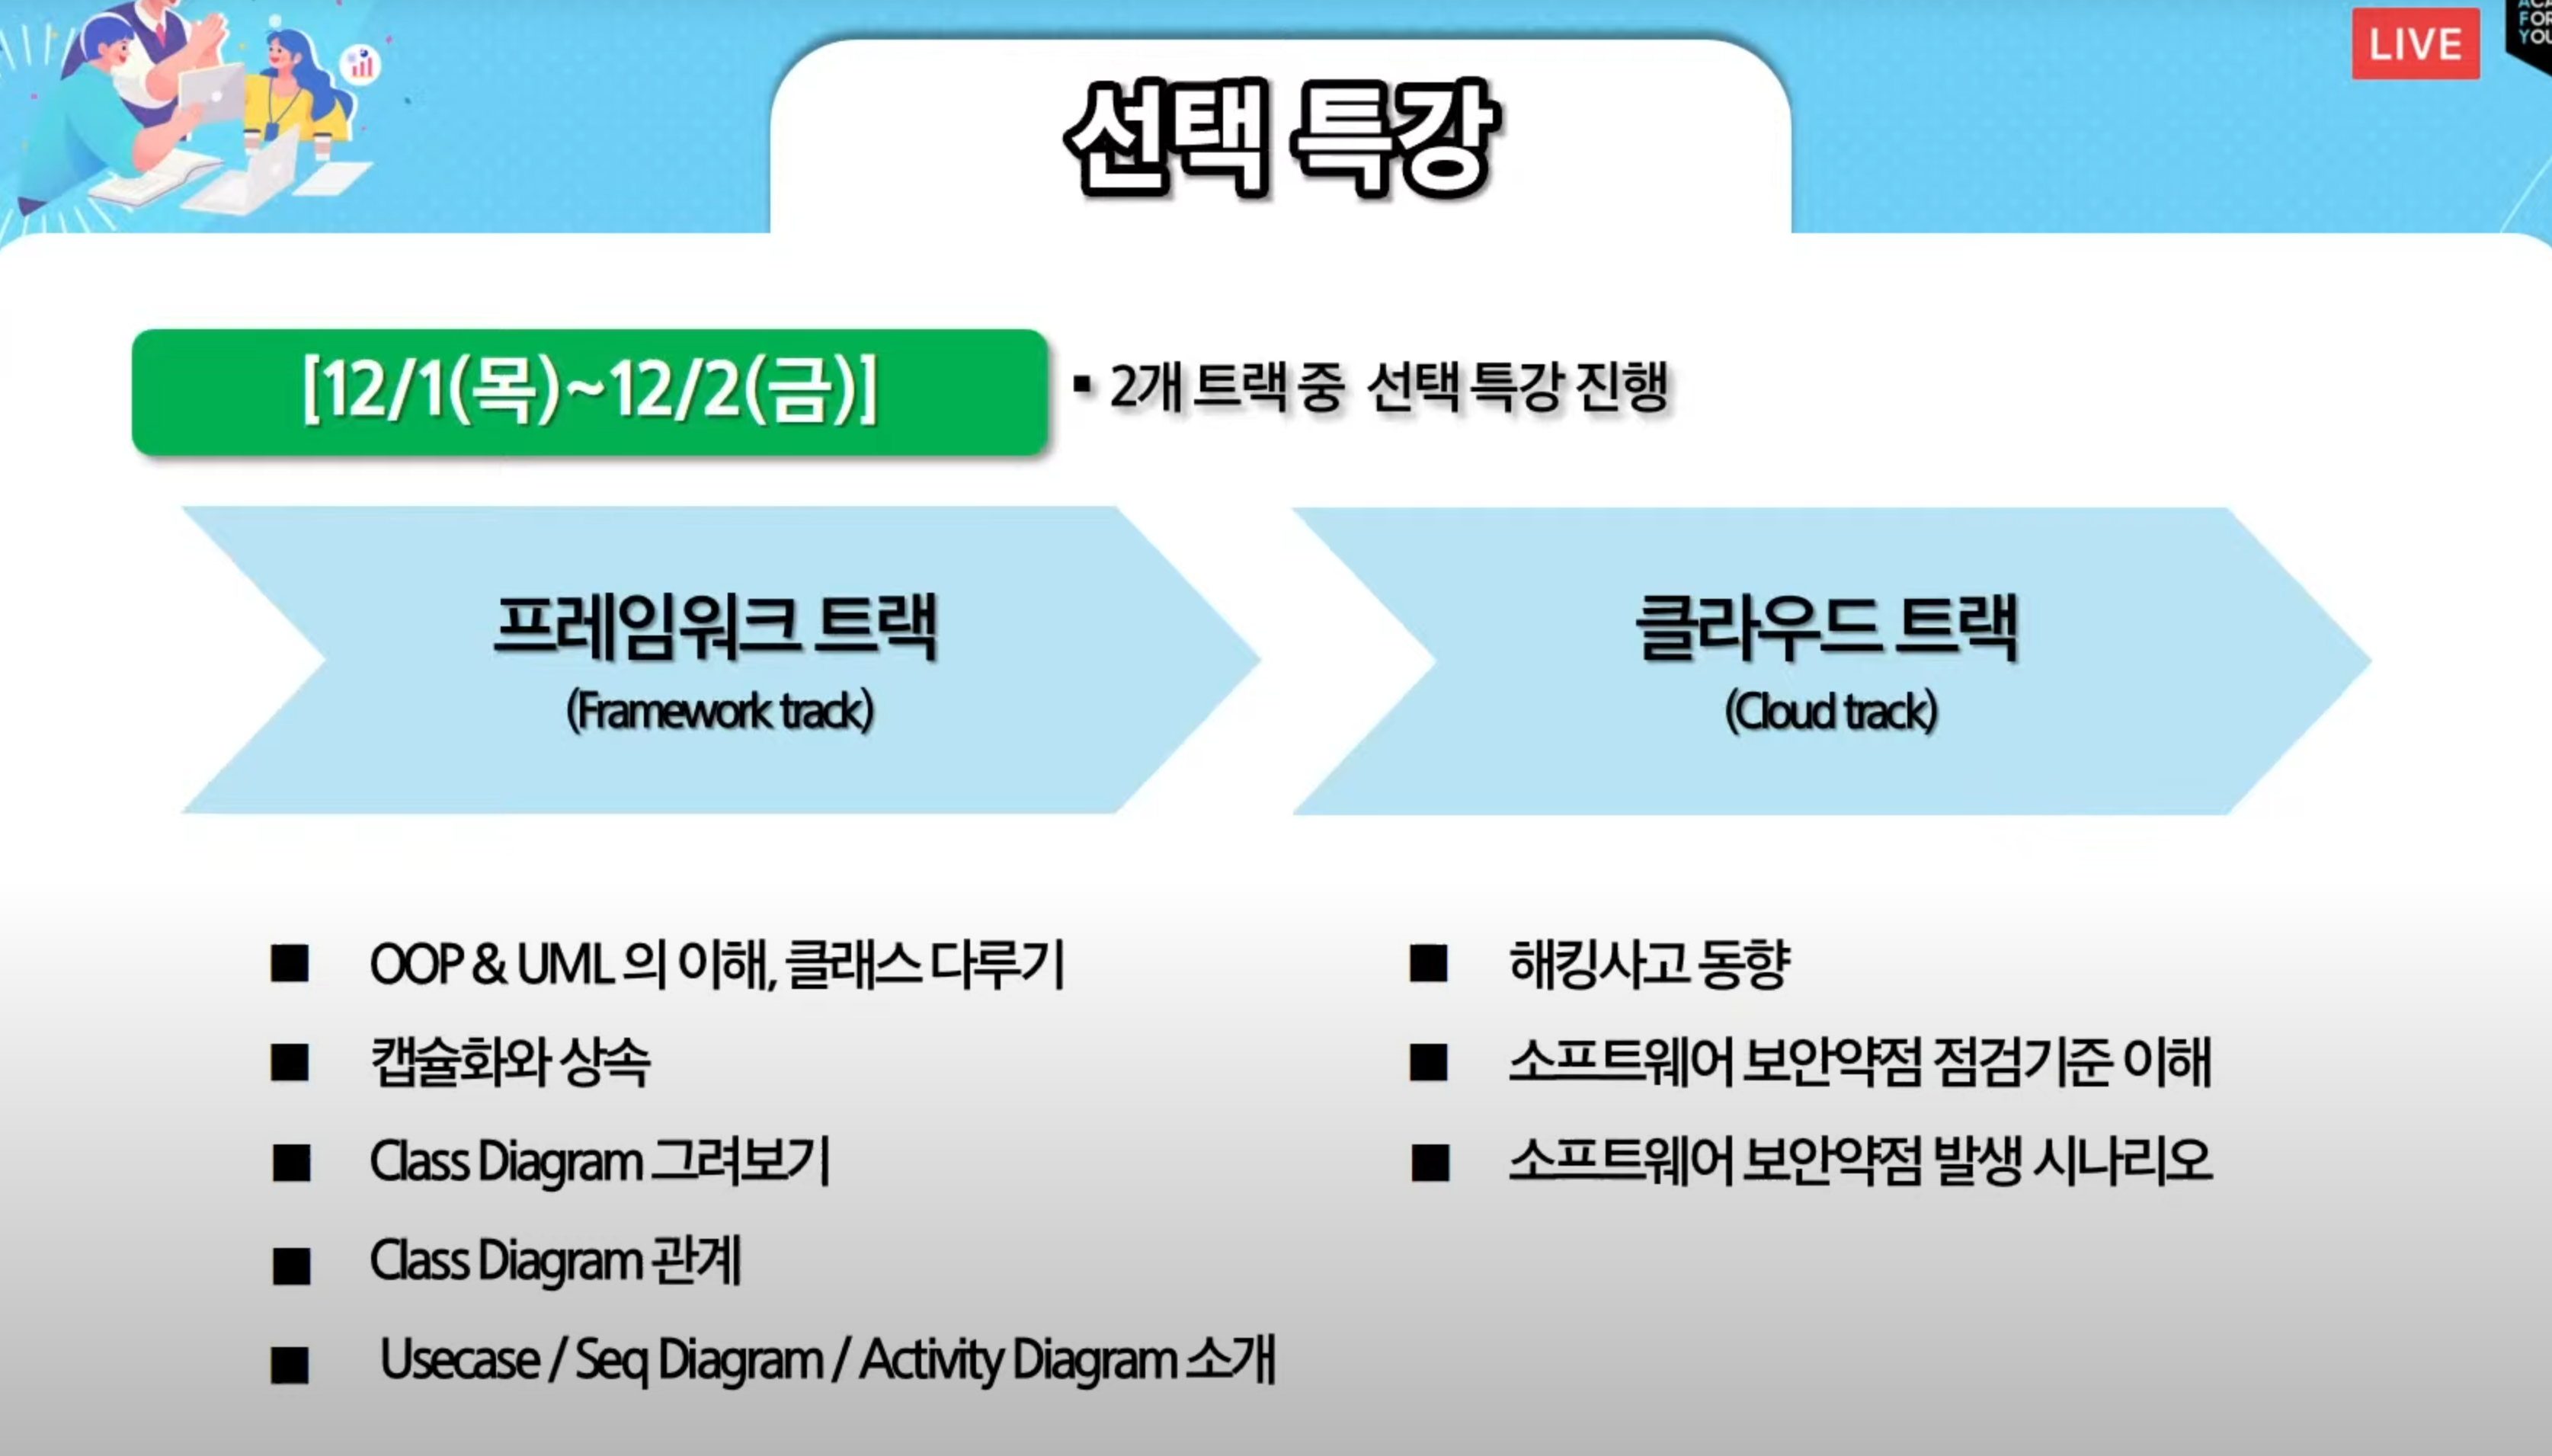 LIVE
FOR
YOU
선택 특강
[12/1(목)~12/2(금)]
▪ 2개 트랙 중 선택 특강 진행
프레임워크 트랙
(Framework track)
클라우드 트랙
(Cloud track)
■ OOP & UML 의 이해, 클래스 다루기
■ 캡슐화와 상속
■ Class Diagram 그려보기
■ Class Diagram 관계
■ Usecase / Seq Diagram / Activity Diagram 소개
■ 해킹사고 동향
■ 소프트웨어 보안약점 점검기준 이해
■ 소프트웨어 보안약점 발생 시나리오